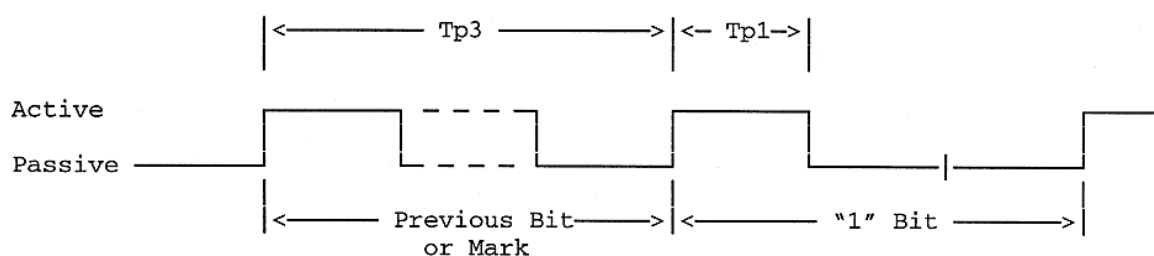 Tp3 Tp1
Active
Passive
Previous Bit “1” Bit
or Mark